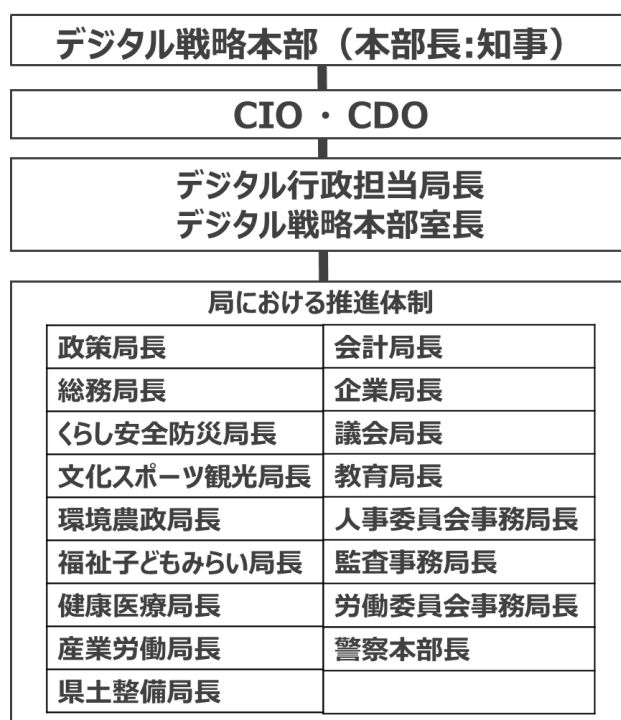 デジタル戦略本部（本部長:知事）
CIO・CDO
デジタル行政担当局長
デジタル戦略本部室長
局における推進体制
政策局長
会計局長
総務局長
企業局長
くらし安全防災局長
議会局長
文化スポーツ観光局長
教育局長
環境農政局長
人事委員会事務局長
福祉子どもみらい局長
監査事務局長
健康医療局長
労働委員会事務局長
産業労働局長
警察本部長
県土整備局長